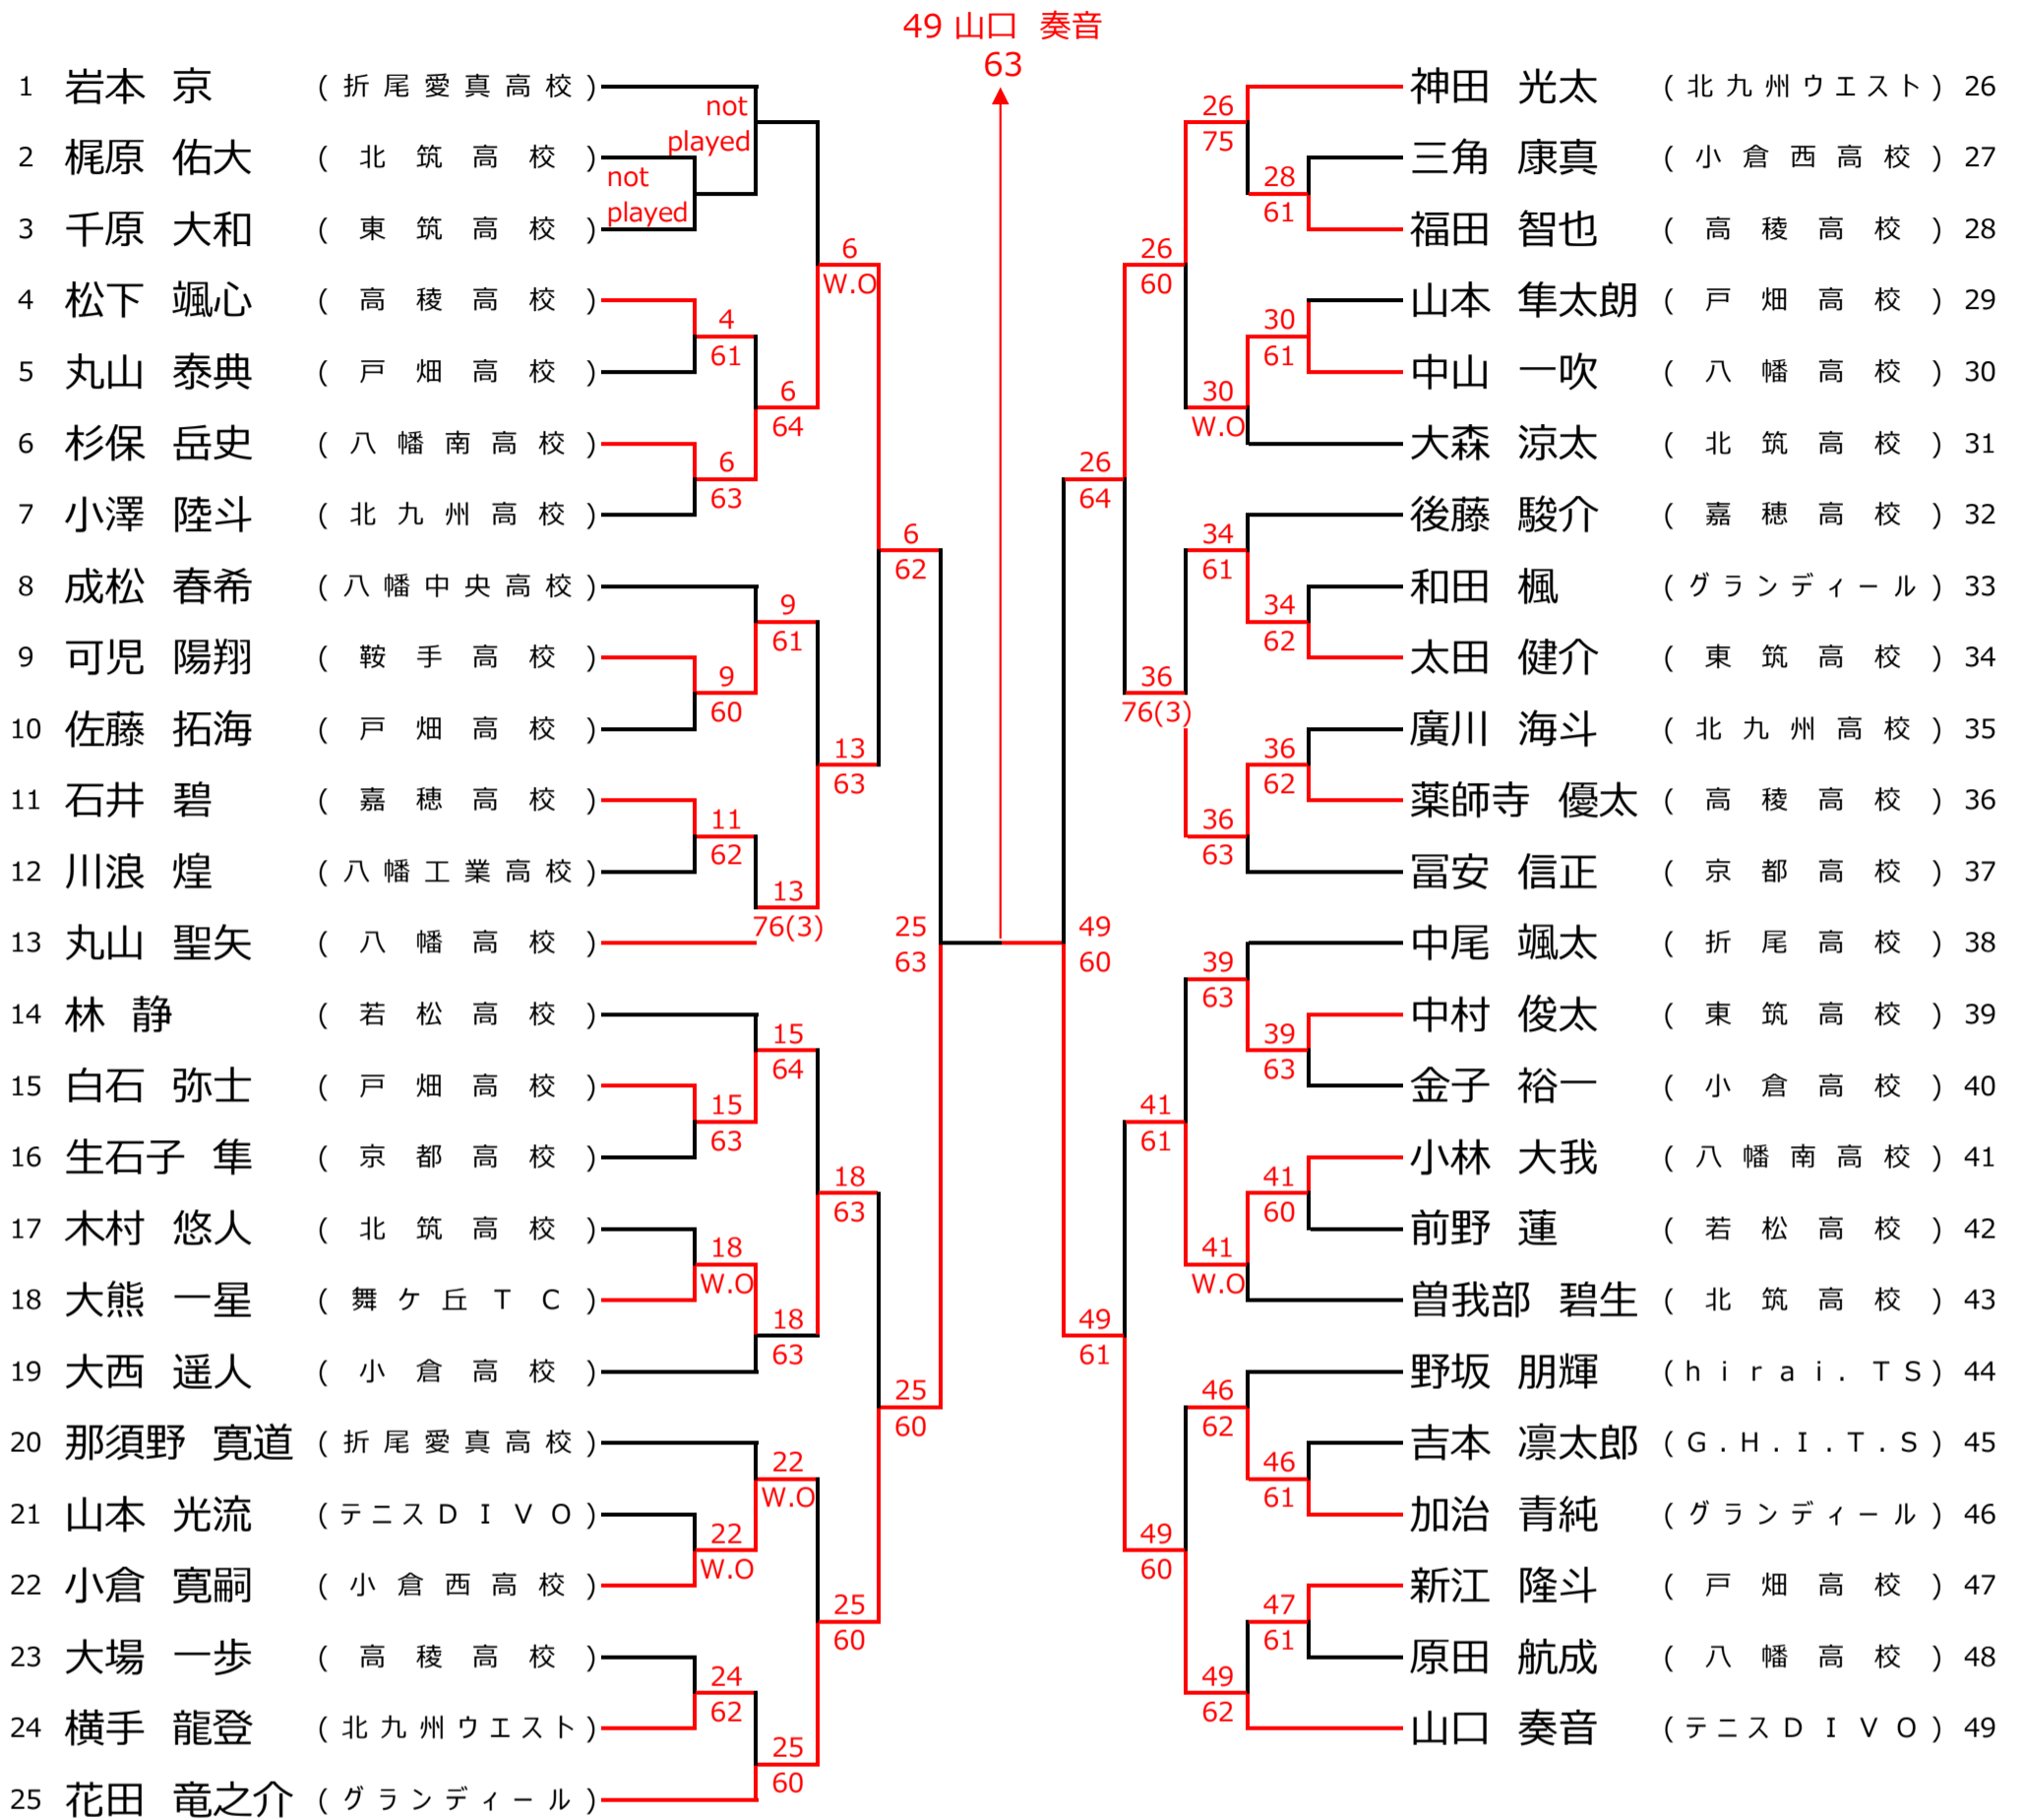 49 山口 奏音
63
1 岩本 京 (折尾愛真高校)
2 梶原 佑大 (北筑高校)
3 千原 大和 (東筑高校)
4 松下 颯心 (高稜高校)
5 丸山 泰典 (戸畑高校)
6 杉保 岳史 (八幡南高校)
7 小澤 陸斗 (北九州高校)
8 成松 春希 (八幡中央高校)
9 可児 陽翔 (鞍手高校)
10 佐藤 拓海 (戸畑高校)
11 石井 碧 (嘉穂高校)
12 川浪 煌 (八幡工業高校)
13 丸山 聖矢 (八幡高校)
14 林 静 (若松高校)
15 白石 弥士 (戸畑高校)
16 生石子 隼 (京都高校)
17 木村 悠人 (北筑高校)
18 大熊 一星 (舞ケ丘TC)
19 大西 遥人 (小倉高校)
20 那須野 寛道 (折尾愛真高校)
21 山本 光流 (テニスDIVO)
22 小倉 寛嗣 (小倉西高校)
23 大場 一歩 (高稜高校)
24 横手 龍登 (北九州ウエスト)
25 花田 竜之介 (グランディール)
not
played
not
played
4
61
6
63
9
60
11
62
15
63
18
W.O
22
W.O
24
62
6
64
9
61
13
76(3)
15
64
18
63
22
W.O
25
60
6
W.O
13
63
18
63
25
60
6
62
25
60
25
63
49
60
26
64
49
61
26
60
36
76(3)
41
61
49
60
26
75
30
W.O
34
61
36
63
39
63
41
W.O
46
62
49
62
28
61
30
61
34
62
36
62
39
63
41
60
46
61
47
61
神田 光太 (北九州ウエスト) 26
三角 康真 (小倉西高校) 27
福田 智也 (高稜高校) 28
山本 隼太朗 (戸畑高校) 29
中山 一吹 (八幡高校) 30
大森 涼太 (北筑高校) 31
後藤 駿介 (嘉穂高校) 32
和田 楓 (グランディール) 33
太田 健介 (東筑高校) 34
廣川 海斗 (北九州高校) 35
薬師寺 優太 (高稜高校) 36
冨安 信正 (京都高校) 37
中尾 颯太 (折尾高校) 38
中村 俊太 (東筑高校) 39
金子 裕一 (小倉高校) 40
小林 大我 (八幡南高校) 41
前野 蓮 (若松高校) 42
曽我部 碧生 (北筑高校) 43
野坂 朋輝 (hirai.TS) 44
吉本 凛太郎 (G.H.I.T.S) 45
加治 青純 (グランディール) 46
新江 隆斗 (戸畑高校) 47
原田 航成 (八幡高校) 48
山口 奏音 (テニスDIVO) 49